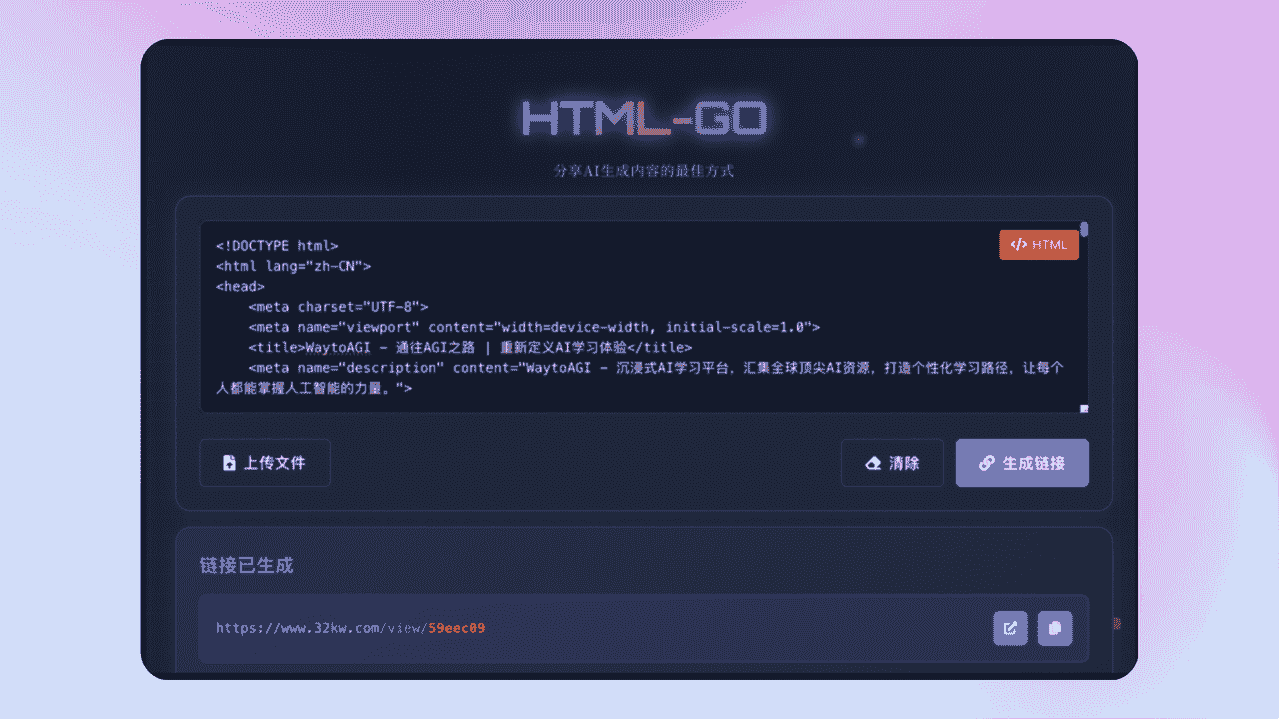 HTML-GO
分享AI生成内容的最佳方式
</> HTML
<!DOCTYPE html>
<html lang="zh-CN">
<head>
    <meta charset="UTF-8">
    <meta name="viewport" content="width=device-width, initial-scale=1.0">
    <title>WaytoAGI - 通往AGI之路 | 重新定义AI学习体验</title>
    <meta name="description" content="WaytoAGI - 沉浸式AI学习平台，汇集全球顶尖AI资源，打造个性化学习路径，让每个
人都能掌握人工智能的力量。">
上传文件
清除
生成链接
链接已生成
https://www.32kw.com/view/59eec09